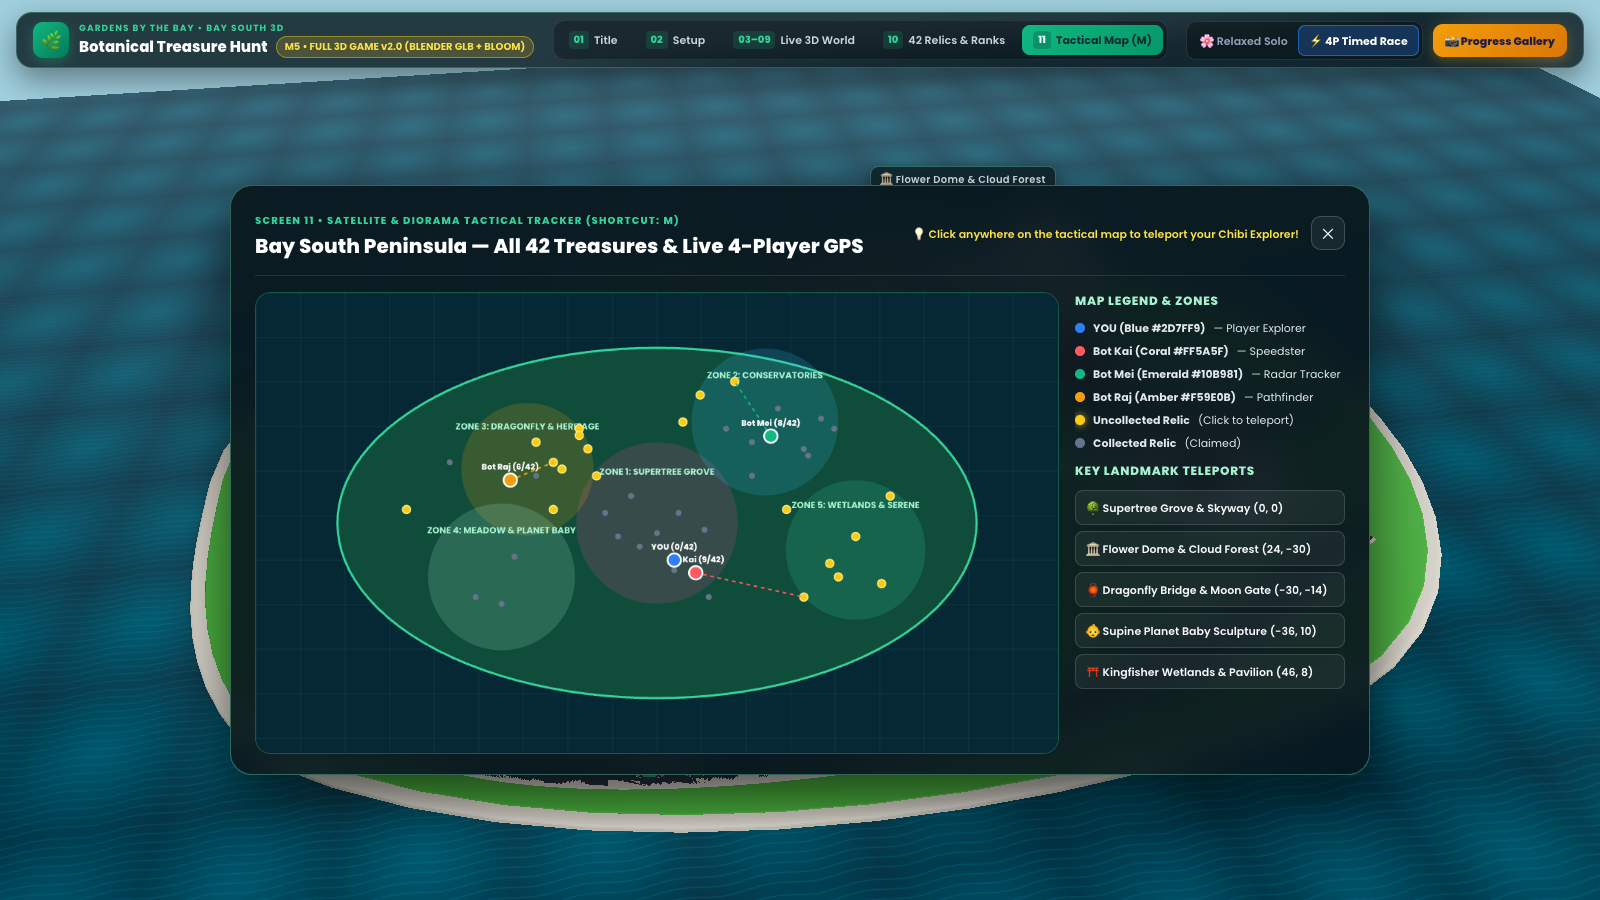 GARDENS BY THE BAY • BAY SOUTH 3D
Botanical Treasure Hunt
M5 • FULL 3D GAME v2.0 (BLENDER GLB + BLOOM)
01 Title
02 Setup
03–09 Live 3D World
10 42 Relics & Ranks
11 Tactical Map (M)
🌸 Relaxed Solo
⚡ 4P Timed Race
📸 Progress Gallery
🏛️ Flower Dome & Cloud Forest
SCREEN 11 • SATELLITE & DIORAMA TACTICAL TRACKER (SHORTCUT: M)
Bay South Peninsula — All 42 Treasures & Live 4-Player GPS
💡 Click anywhere on the tactical map to teleport your Chibi Explorer!
ZONE 2: CONSERVATORIES
Bot Mei (8/42)
ZONE 3: DRAGONFLY & HERITAGE
Bot Raj (6/42)
ZONE 1: SUPERTREE GROVE
ZONE 5: WETLANDS & SERENE
ZONE 4: MEADOW & PLANET BABY
YOU (0/42)
Kai (9/42)
MAP LEGEND & ZONES
YOU (Blue #2D7FF9) — Player Explorer
Bot Kai (Coral #FF5A5F) — Speedster
Bot Mei (Emerald #10B981) — Radar Tracker
Bot Raj (Amber #F59E0B) — Pathfinder
Uncollected Relic (Click to teleport)
Collected Relic (Claimed)
KEY LANDMARK TELEPORTS
🌳 Supertree Grove & Skyway (0, 0)
🏛️ Flower Dome & Cloud Forest (24, -30)
🏮 Dragonfly Bridge & Moon Gate (-30, -14)
👶 Supine Planet Baby Sculpture (-36, 10)
⛩️ Kingfisher Wetlands & Pavilion (46, 8)